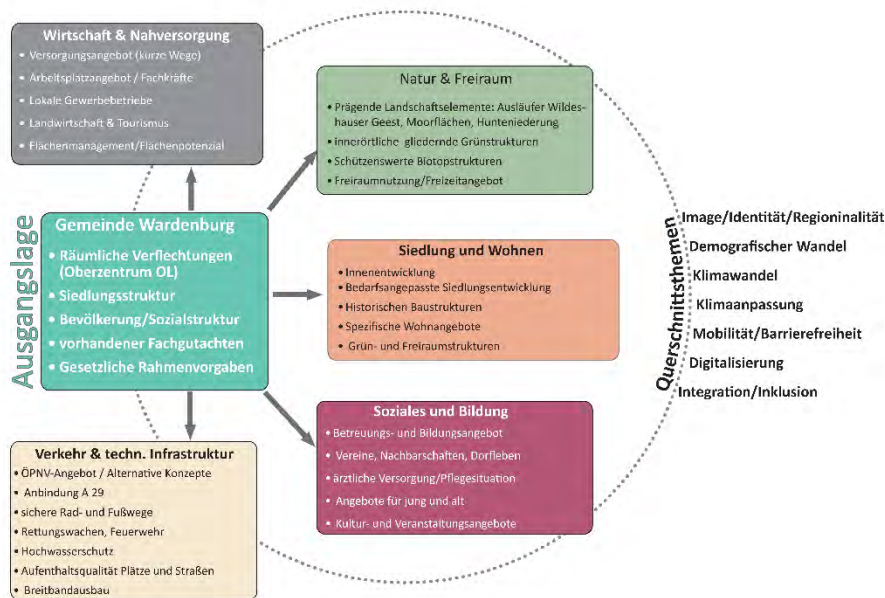 Wirtschaft & Nahversorgung
• Versorgungsangebot (kurze Wege)
• Arbeitsplatzangebot / Fachkräfte
• Lokale Gewerbebetriebe
• Landwirtschaft & Tourismus
• Flächenmanagement/Flächenpotenzial
Natur & Freiraum
• Prägende Landschaftselemente: Ausläufer Wildes-
hauser Geest, Moorflächen, Hunteniederung
• innerörtliche gliedernde Grünstrukturen
• Schützenswerte Biotopstrukturen
• Freiraumnutzung/Freizeitangebot
Ausgangslage
Gemeinde Wardenburg
• Räumliche Verflechtungen
(Oberzentrum OL)
• Siedlungsstruktur
• Bevölkerung/Sozialstruktur
• vorhandener Fachgutachten
• Gesetzliche Rahmenvorgaben
Siedlung und Wohnen
• Innenentwicklung
• Bedarfsangepasste Siedlungsentwicklung
• Historischen Baustrukturen
• Spezifische Wohnangebote
• Grün- und Freiraumstrukturen
Soziales und Bildung
• Betreuungs- und Bildungsangebot
• Vereine, Nachbarschaften, Dorfleben
• ärztliche Versorgung/Pflegesituation
• Angebote für jung und alt
• Kultur- und Veranstaltungsangebote
Verkehr & techn. Infrastruktur
• ÖPNV-Angebot / Alternative Konzepte
• Anbindung A 29
• sichere Rad- und Fußwege
• Rettungswachen, Feuerwehr
• Hochwasserschutz
• Aufenthaltsqualität Plätze und Straßen
• Breitbandausbau
Querschnittsthemen
Image/Identität/Regioninalität
Demografischer Wandel
Klimawandel
Klimaanpassung
Mobilität/Barrierefreiheit
Digitalisierung
Integration/Inklusion